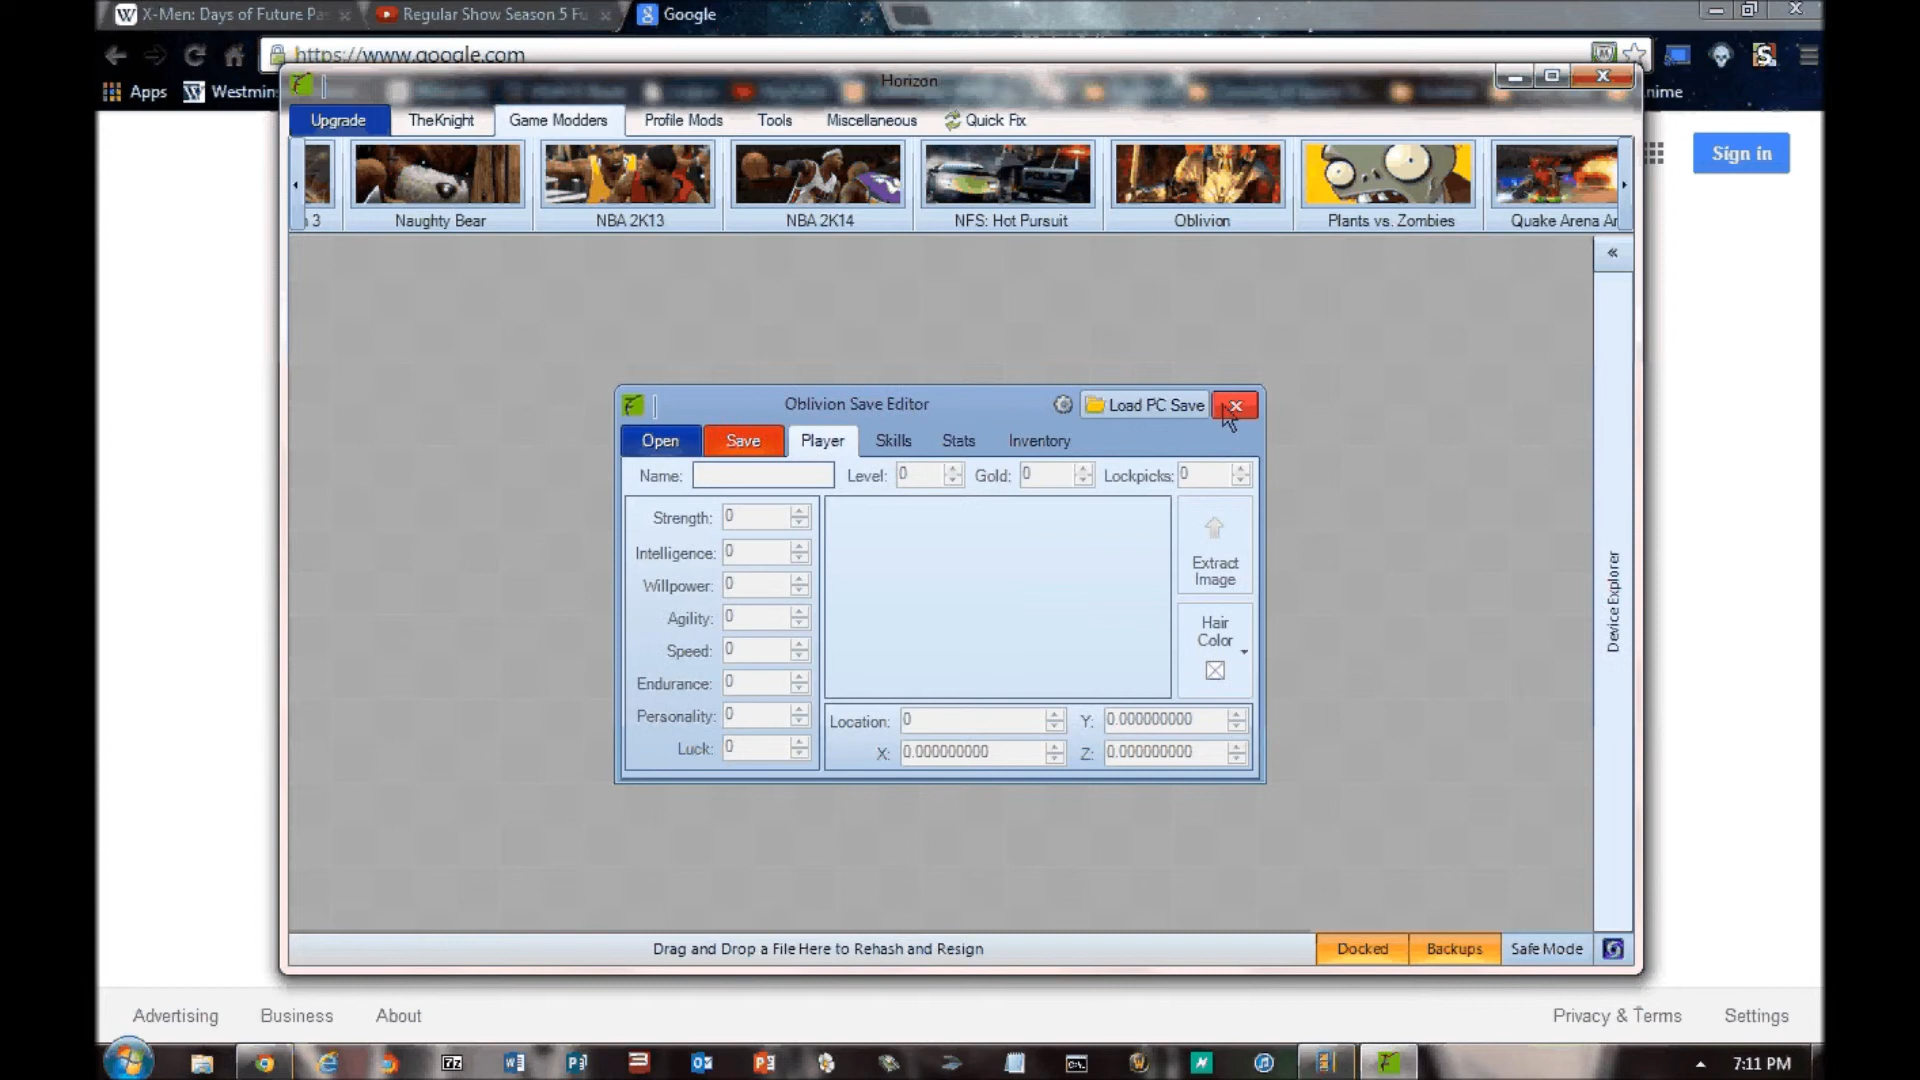 X-Men: Days of Future Pa
Regular Show Season 5 Fu
Google
https://www.google.com
Apps
Westmin
nime
Horizon
Upgrade
TheKnight
Game Modders
Profile Mods
Tools
Miscellaneous
Quick Fix
3
Naughty Bear
NBA 2K13
NBA 2K14
NFS: Hot Pursuit
Oblivion
Plants vs. Zombies
Quake Arena Ar
Sign in
«
Oblivion Save Editor
Load PC Save
Open
Save
Player
Skills
Stats
Inventory
Name:
Level: 0
Gold: 0
Lockpicks: 0
Strength: 0
Intelligence: 0
Willpower: 0
Agility: 0
Speed: 0
Endurance: 0
Personality: 0
Luck: 0
Extract
Image
Hair
Color
Location: 0
Y: 0.000000000
X: 0.000000000
Z: 0.000000000
Device Explorer
Drag and Drop a File Here to Rehash and Resign
Docked
Backups
Safe Mode
Advertising
Business
About
Privacy & Terms
Settings
7:11 PM